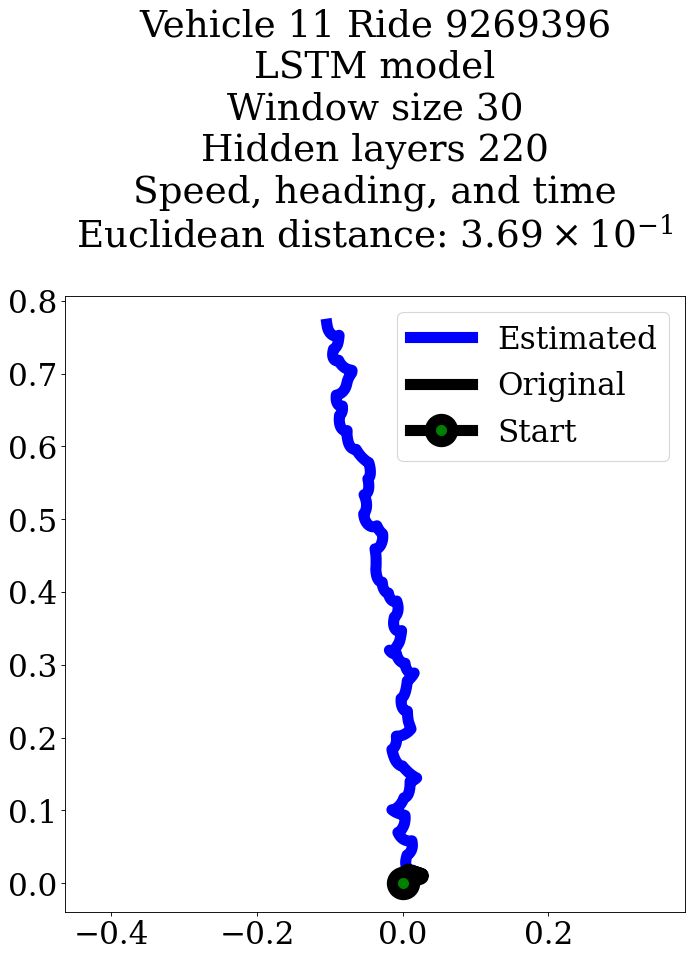 Vehicle 11 Ride 9269396
LSTM model
Window size 30
Hidden layers 220
Speed, heading, and time
Euclidean distance: 3.69 × 10⁻¹
0.8
0.7
0.6
0.5
0.4
0.3
0.2
0.1
0.0
Estimated
Original
Start
−0.4
−0.2
0.0
0.2